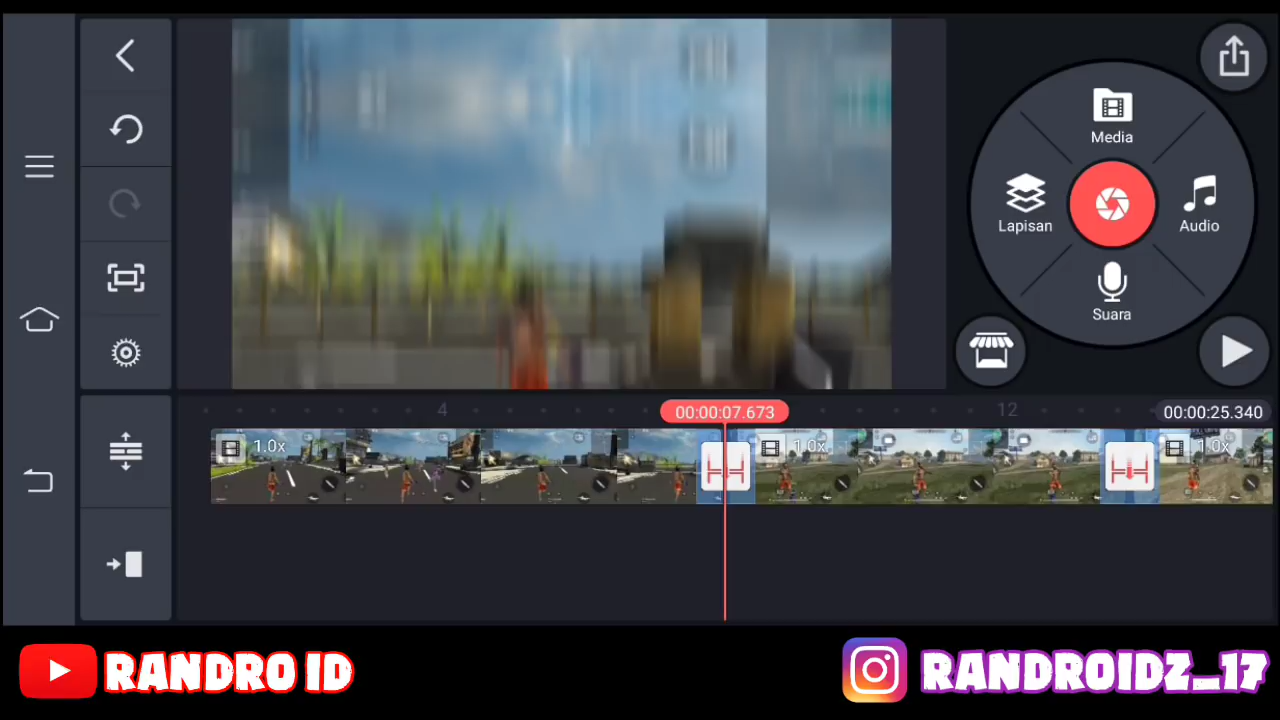 Media
Lapisan
Audio
Suara
4
00:00:07.673
12
00:00:25.340
1.0x
1.0x
1.0x
RANDRO ID
RANDROIDZ_17